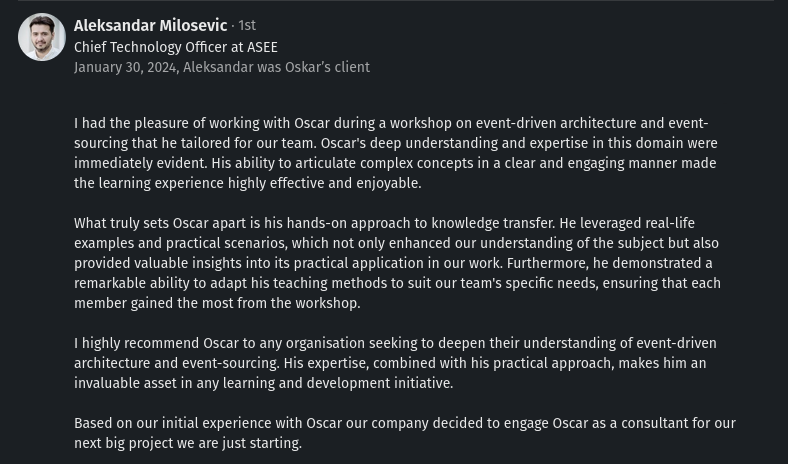 Aleksandar Milosevic · 1st
Chief Technology Officer at ASEE
January 30, 2024, Aleksandar was Oskar's client
I had the pleasure of working with Oscar during a workshop on event-driven architecture and event-
sourcing that he tailored for our team. Oscar's deep understanding and expertise in this domain were
immediately evident. His ability to articulate complex concepts in a clear and engaging manner made
the learning experience highly effective and enjoyable.
What truly sets Oscar apart is his hands-on approach to knowledge transfer. He leveraged real-life
examples and practical scenarios, which not only enhanced our understanding of the subject but also
provided valuable insights into its practical application in our work. Furthermore, he demonstrated a
remarkable ability to adapt his teaching methods to suit our team's specific needs, ensuring that each
member gained the most from the workshop.
I highly recommend Oscar to any organisation seeking to deepen their understanding of event-driven
architecture and event-sourcing. His expertise, combined with his practical approach, makes him an
invaluable asset in any learning and development initiative.
Based on our initial experience with Oscar our company decided to engage Oscar as a consultant for our
next big project we are just starting.